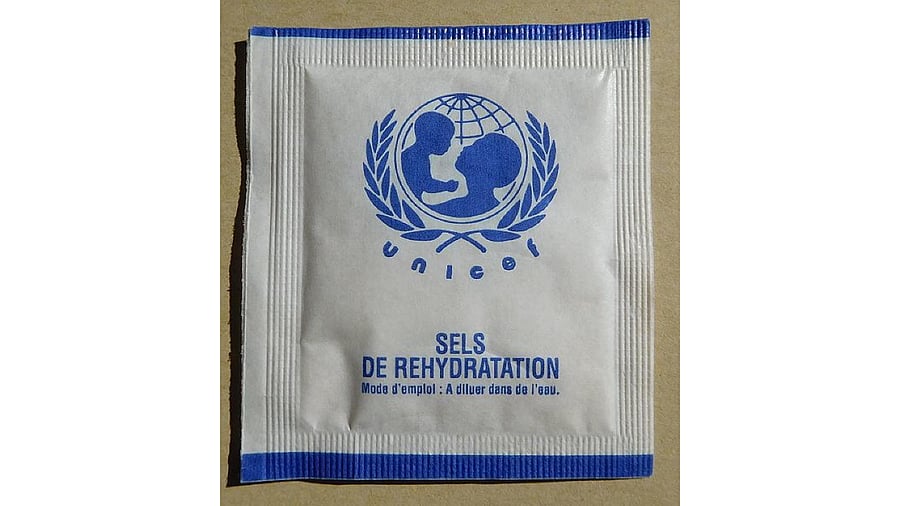 unicef
SELS
DE REHYDRATATION
Mode d'emploi : A diluer dans de l'eau.